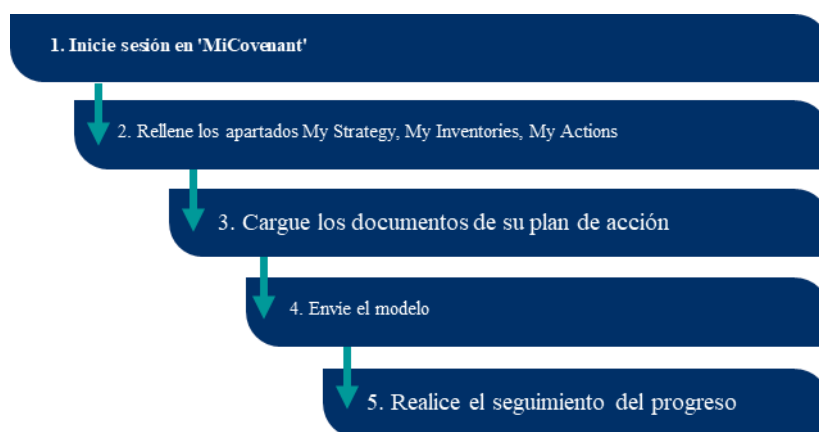 1. Inicie sesión en 'MiCovenant'
2. Rellene los apartados My Strategy, My Inventories, My Actions
3. Cargue los documentos de su plan de acción
4. Envíe el modelo
5. Realice el seguimiento del progreso